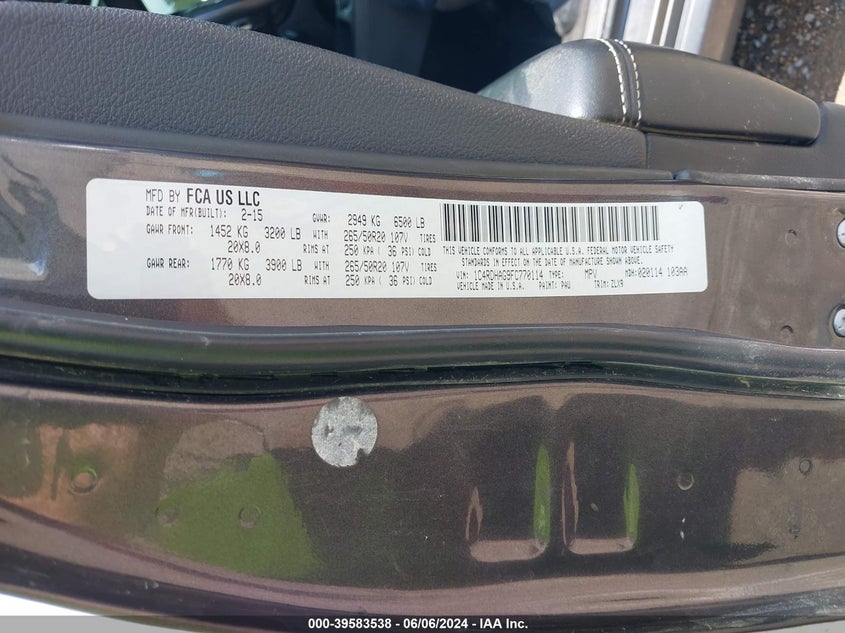 MFD BY FCA US LLC
DATE OF MFR(BUILT): 2-15 GVWR: 2949 KG 6500 LB
GAWR FRONT: 1452 KG 3200 LB WITH 265/50R20 107V TIRES
20X8.0 RIMS AT 250 KPA ( 36 PSI) COLD
GAWR REAR: 1770 KG 3900 LB WITH 265/50R20 107V TIRES
20X8.0 RIMS AT 250 KPA ( 36 PSI) COLD
THIS VEHICLE CONFORMS TO ALL APPLICABLE U.S.A. FEDERAL MOTOR VEHICLE SAFETY
STANDARDS IN EFFECT ON THE DATE OF MANUFACTURE SHOWN ABOVE.
VIN: 1C4RDHAG9FC770114 TYPE: MPV MDH: 020114 103AA
VEHICLE MADE IN U.S.A. PAINT: PAU TRIM: ZLX9
000-39583538 - 06/06/2024 - IAA Inc.